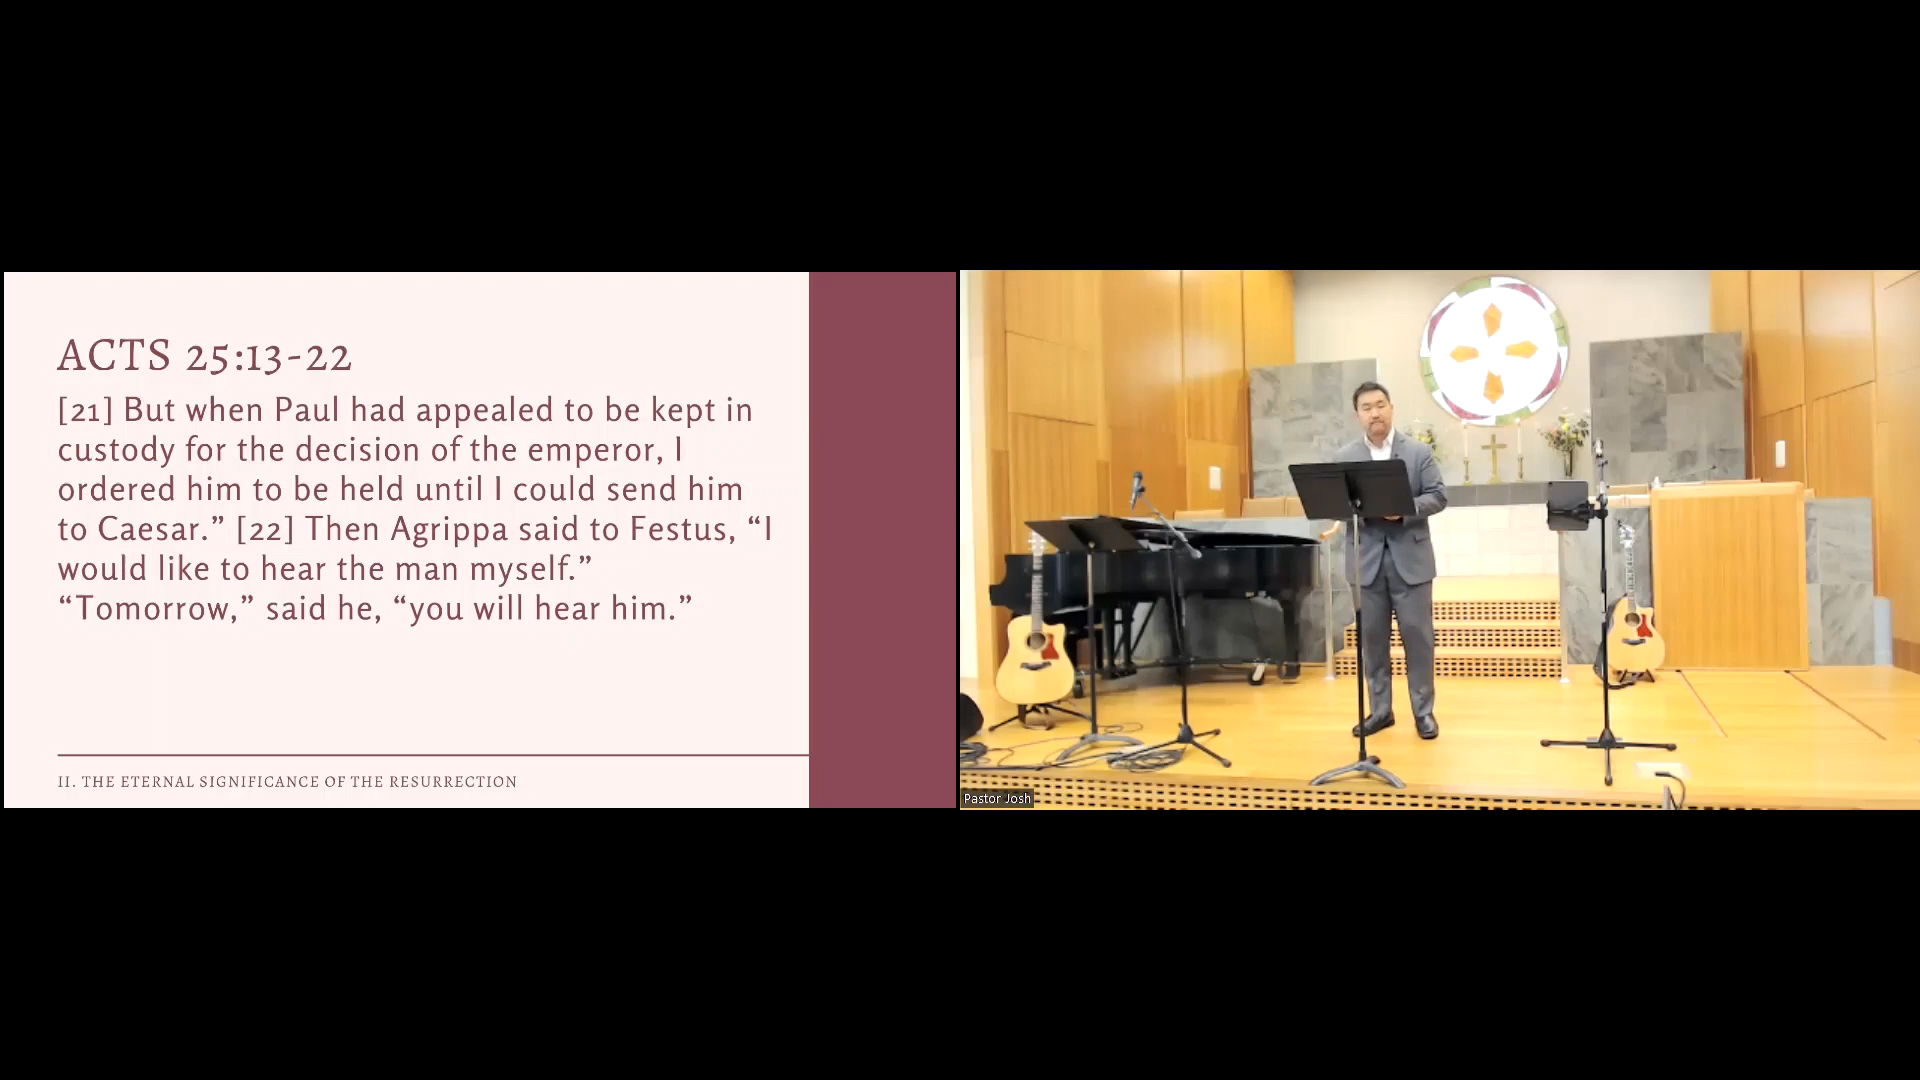 ACTS 25:13-22
[21] But when Paul had appealed to be kept in
custody for the decision of the emperor, I
ordered him to be held until I could send him
to Caesar.” [22] Then Agrippa said to Festus, “I
would like to hear the man myself.”
“Tomorrow,” said he, “you will hear him.”
II. THE ETERNAL SIGNIFICANCE OF THE RESURRECTION
Pastor Josh